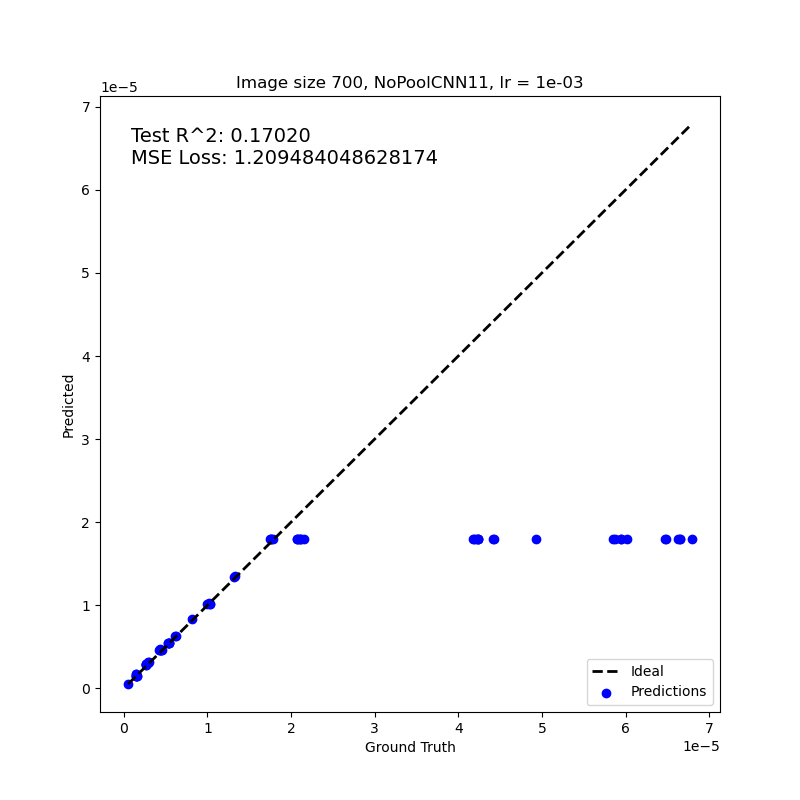 Image size 700, NoPoolCNN11, lr = 1e-03
1e−5
Test R^2: 0.17020
MSE Loss: 1.209484048628174
7
6
5
4
3
2
1
0
Predicted
Ideal
Predictions
0 1 2 3 4 5 6 7
1e−5
Ground Truth